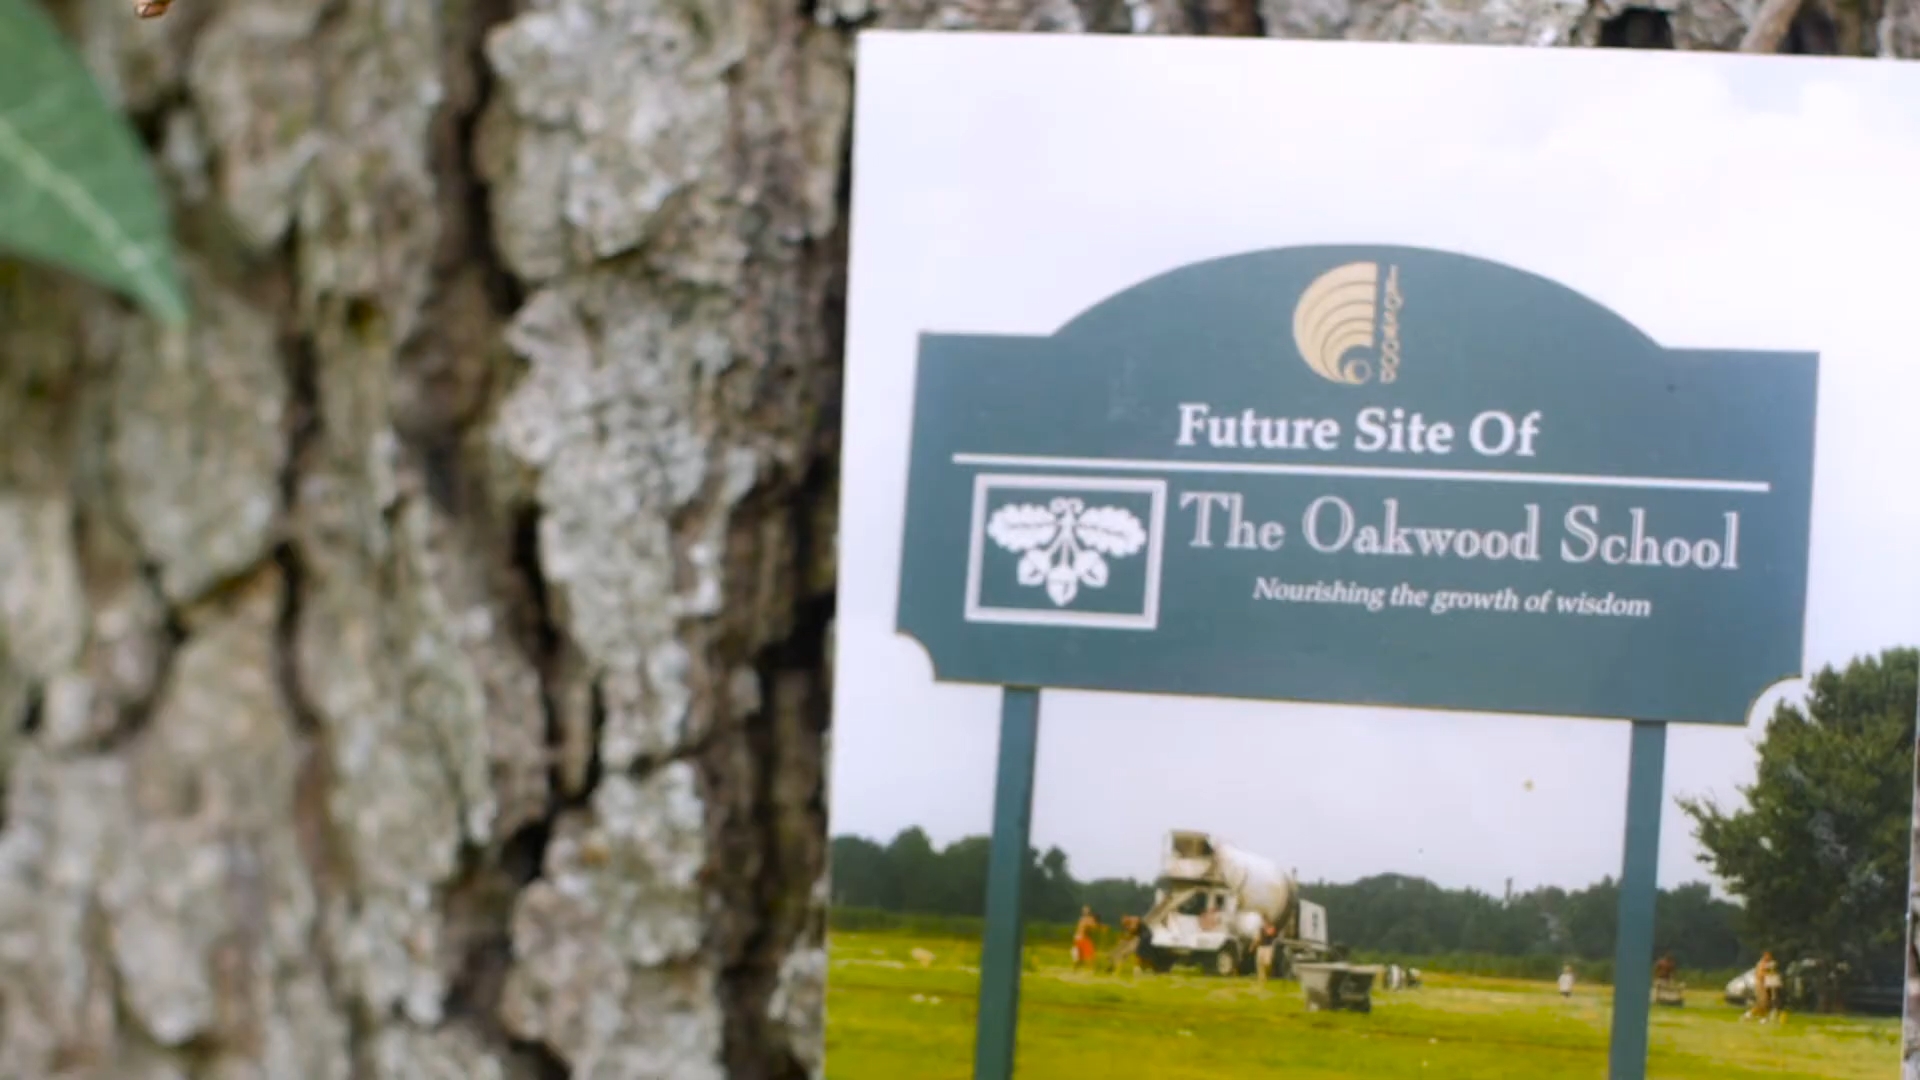 Future Site Of
The Oakwood School
Nourishing the growth of wisdom